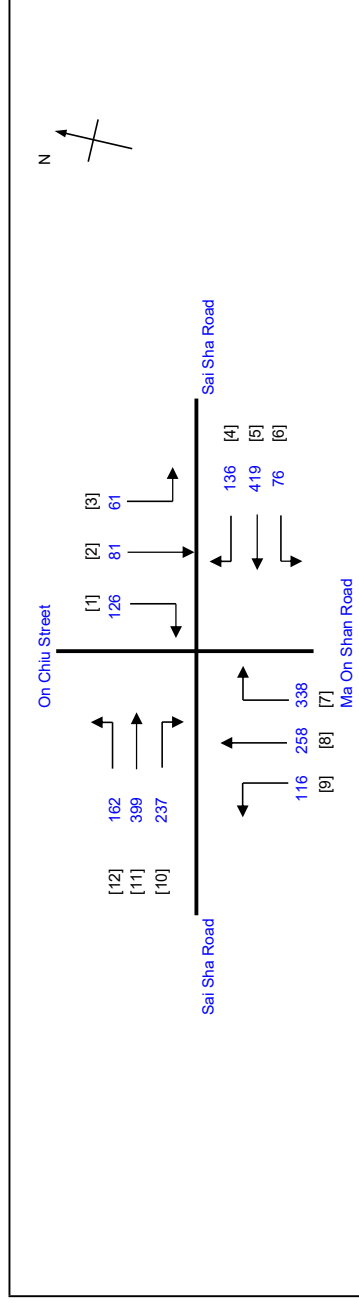 N
On Chiu Street
[1] [2] [3]
126 81 61
[12] 162
[11] 399
[10] 237
Sai Sha Road
Sai Sha Road
136 [4]
419 [5]
76 [6]
116 258 338
[9] [8] [7]
Ma On Shan Road